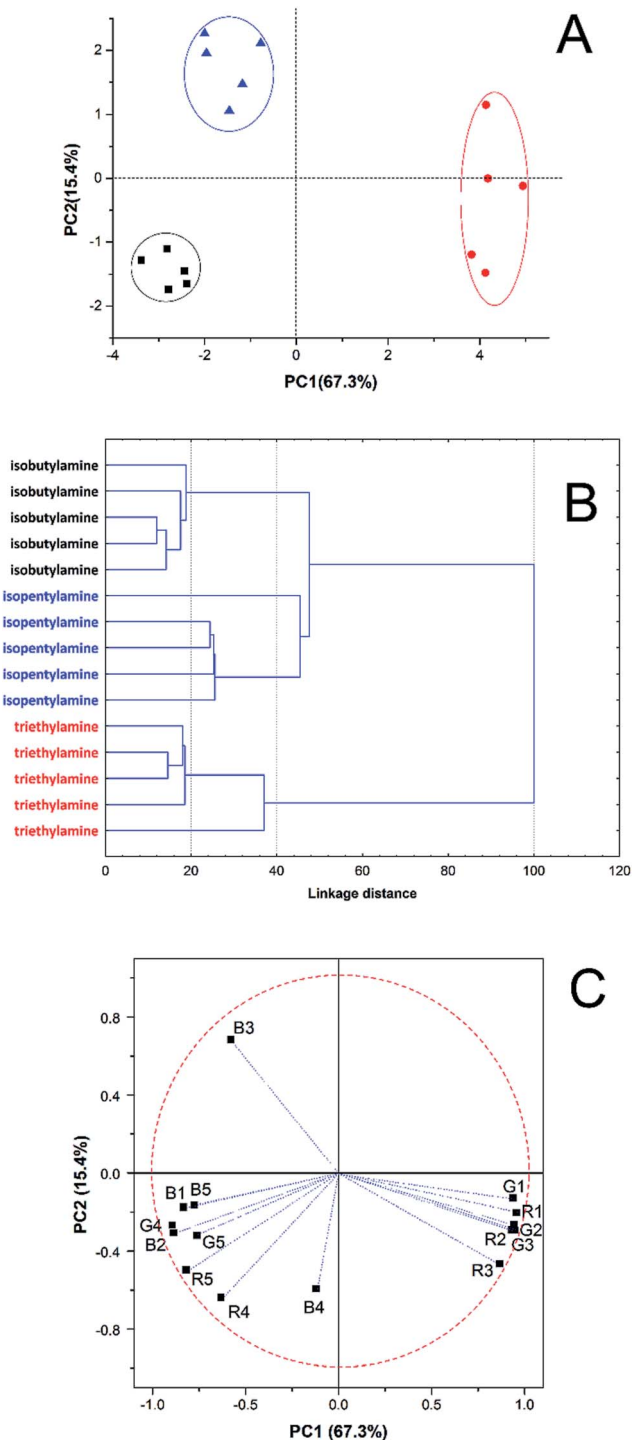 A
2
1
0
-1
-2
PC2(15.4%)
-4
-2
0
2
4
PC1(67.3%)
B
isobutylamine
isobutylamine
isobutylamine
isobutylamine
isobutylamine
isopentylamine
isopentylamine
isopentylamine
isopentylamine
isopentylamine
triethylamine
triethylamine
triethylamine
triethylamine
triethylamine
0 20 40 60 80 100 120
Linkage distance
C
0.8
0.4
0.0
-0.4
-0.8
PC2 (15.4%)
B3
B1 B5
G4
B2 G5
R5
R4
B4
G1
R1
R2 G2
G3
R3
-1.0 -0.5 0.0 0.5 1.0
PC1 (67.3%)